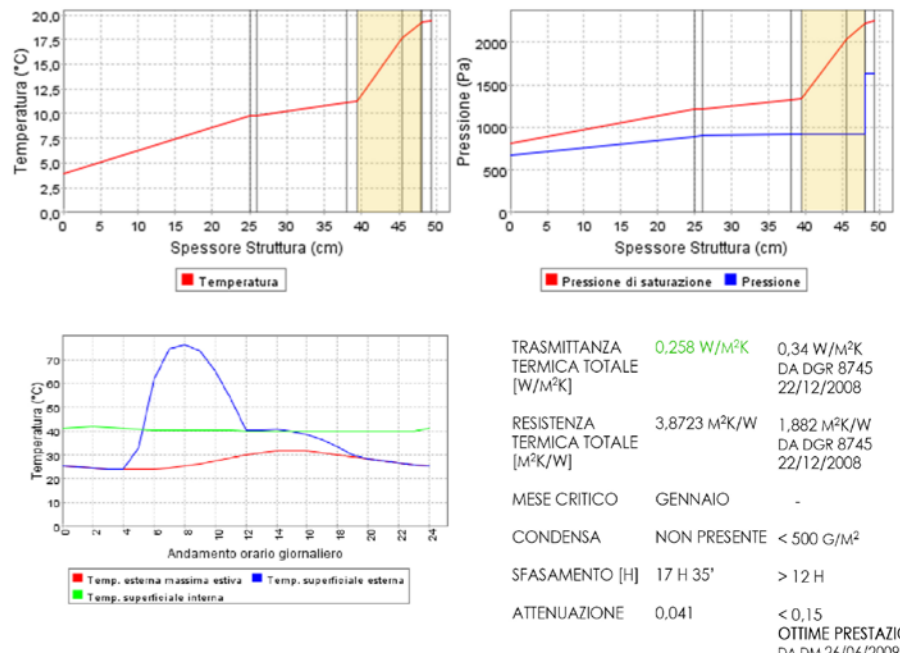 20,0
17,5
15,0
12,5
10,0
7,5
5,0
2,5
0,0
Temperatura (°C)
0 5 10 15 20 25 30 35 40 45 50
Spessore Struttura (cm)
Temperatura
2000
1500
1000
500
0
Pressione (Pa)
0 5 10 15 20 25 30 35 40 45 50
Spessore Struttura (cm)
Pressione di saturazione Pressione
70
60
50
40
30
20
10
0
Temperatura (°C)
0 2 4 6 8 10 12 14 16 18 20 22 24
Andamento orario giornaliero
Temp. esterna massima estiva Temp. superficiale esterna
Temp. superficiale interna
TRASMITTANZA 0,258 W/M²K 0,34 W/M²K
TERMICA TOTALE DA DGR 8745
[W/M²K] 22/12/2008
RESISTENZA 3,8723 M²K/W 1,882 M²K/W
TERMICA TOTALE DA DGR 8745
[M²K/W] 22/12/2008
MESE CRITICO GENNAIO -
CONDENSA NON PRESENTE < 500 G/M²
SFASAMENTO [H] 17 H 35' > 12 H
ATTENUAZIONE 0,041 < 0,15
OTTIME PRESTAZIO
DA DM 26/06/2009